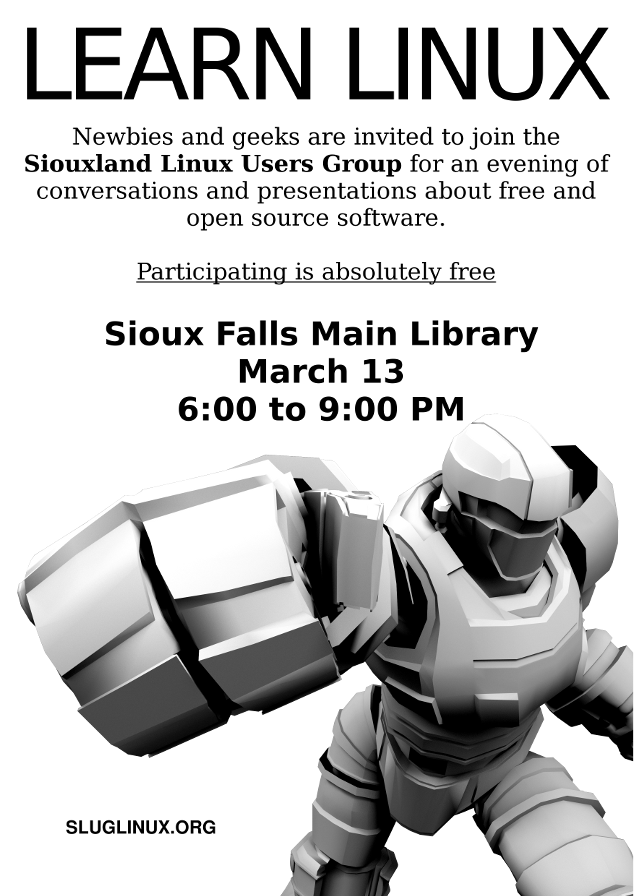 LEARN LINUX
Newbies and geeks are invited to join the
Siouxland Linux Users Group for an evening of
conversations and presentations about free and
open source software.
Participating is absolutely free
Sioux Falls Main Library
March 13
6:00 to 9:00 PM
SLUGLINUX.ORG